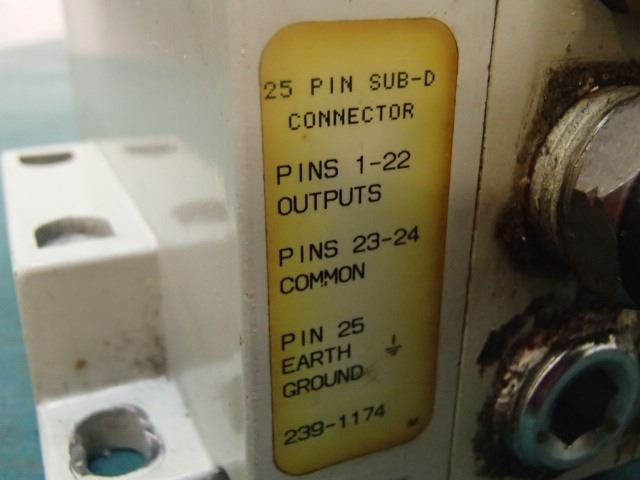 25 PIN SUB-D
CONNECTOR
PINS 1-22
OUTPUTS
PINS 23-24
COMMON
PIN 25
EARTH
GROUND
239-1174